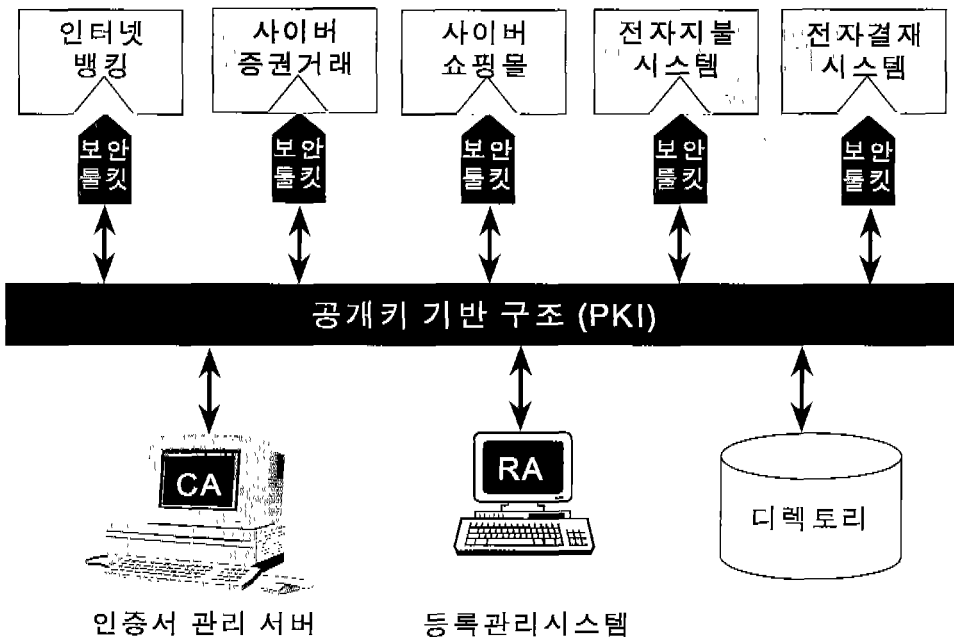 인터넷
뱅킹
사이버
증권거래
사이버
쇼핑몰
전자지불
시스템
전자결재
시스템
보안
툴킷
보안
툴킷
보안
툴킷
보안
툴킷
보안
툴킷
공개키 기반 구조 (PKI)
CA
RA
디렉토리
인증서 관리 서버
등록관리시스템